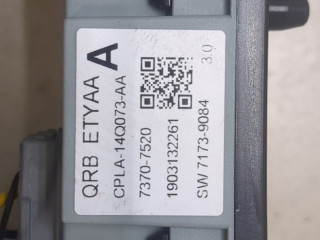 QRB ETYAA A
CPLA-14Q073-AA
7370-7520
1903132261
SW 7173-9084
3.0